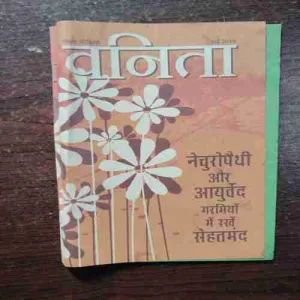 वनिता
नेचुरोपैथी
और
आयुर्वेद
गरमियों
में रखें
सेहतमंद